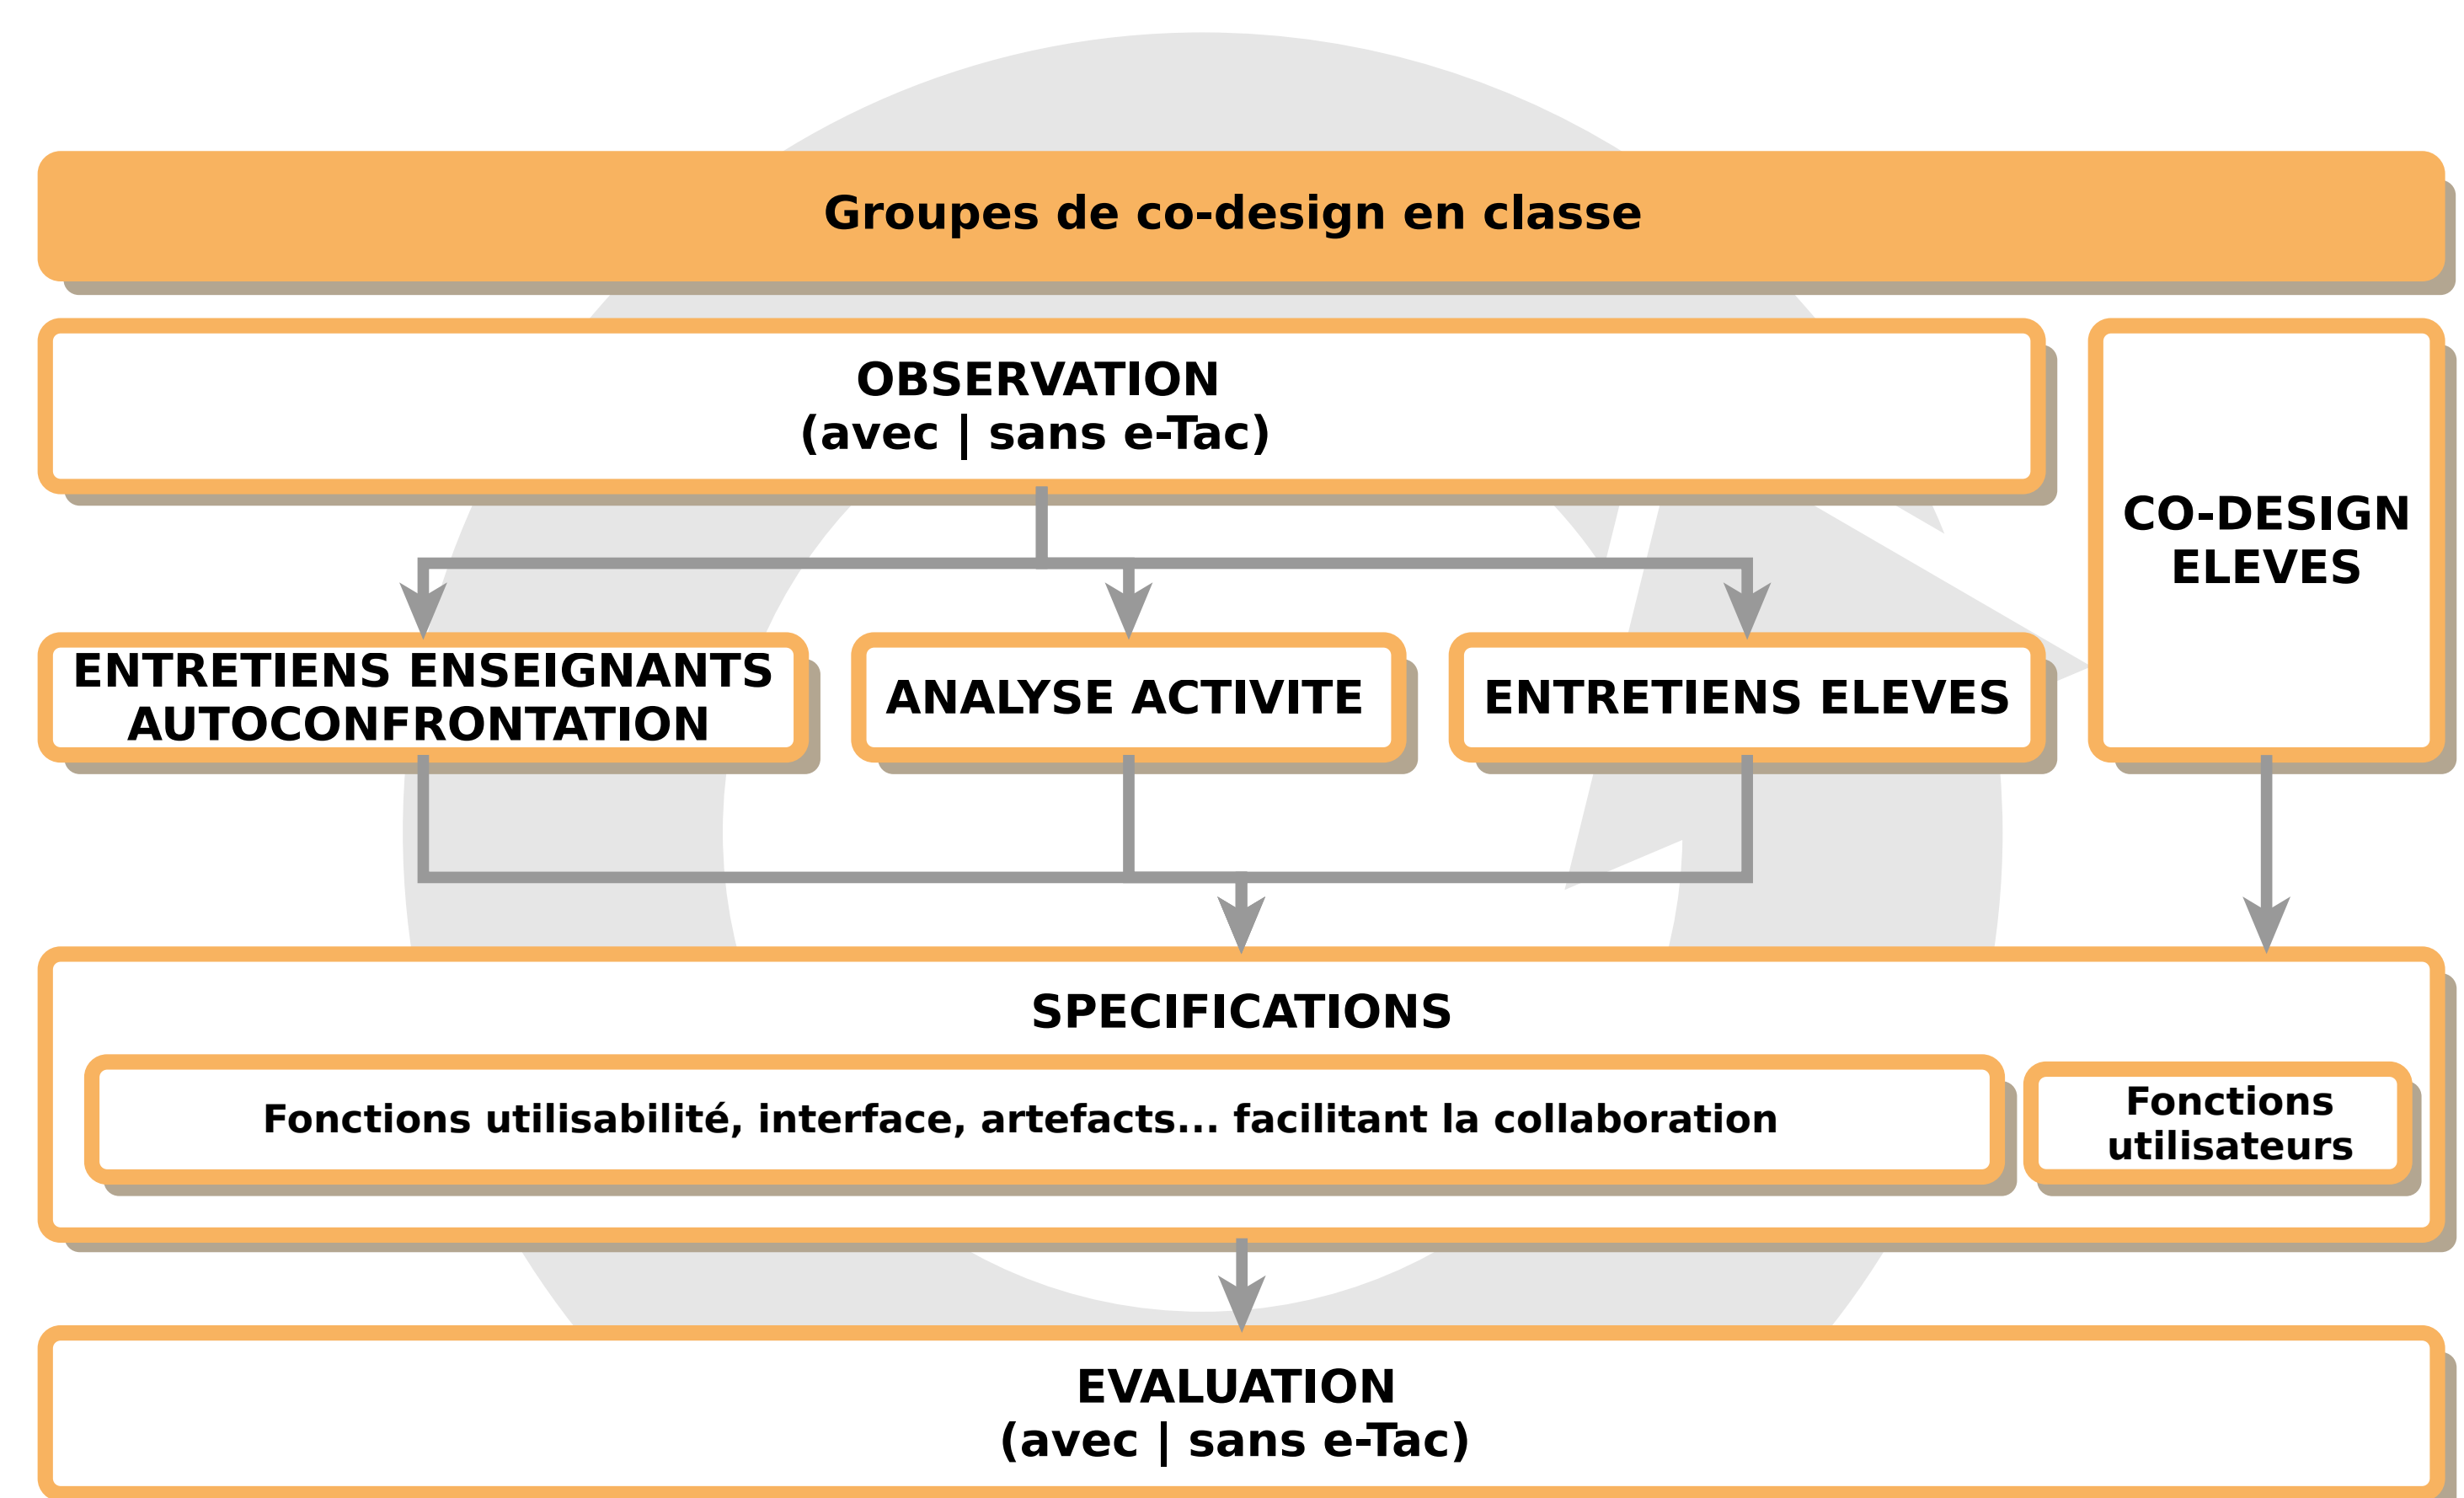 Groupes de co-design en classe
OBSERVATION
(avec | sans e-Tac)
CO-DESIGN
ELEVES
ENTRETIENS ENSEIGNANTS
AUTOCONFRONTATION
ANALYSE ACTIVITE
ENTRETIENS ELEVES
SPECIFICATIONS
Fonctions utilisabilité, interface, artefacts... facilitant la collaboration
Fonctions
utilisateurs
EVALUATION
(avec | sans e-Tac)